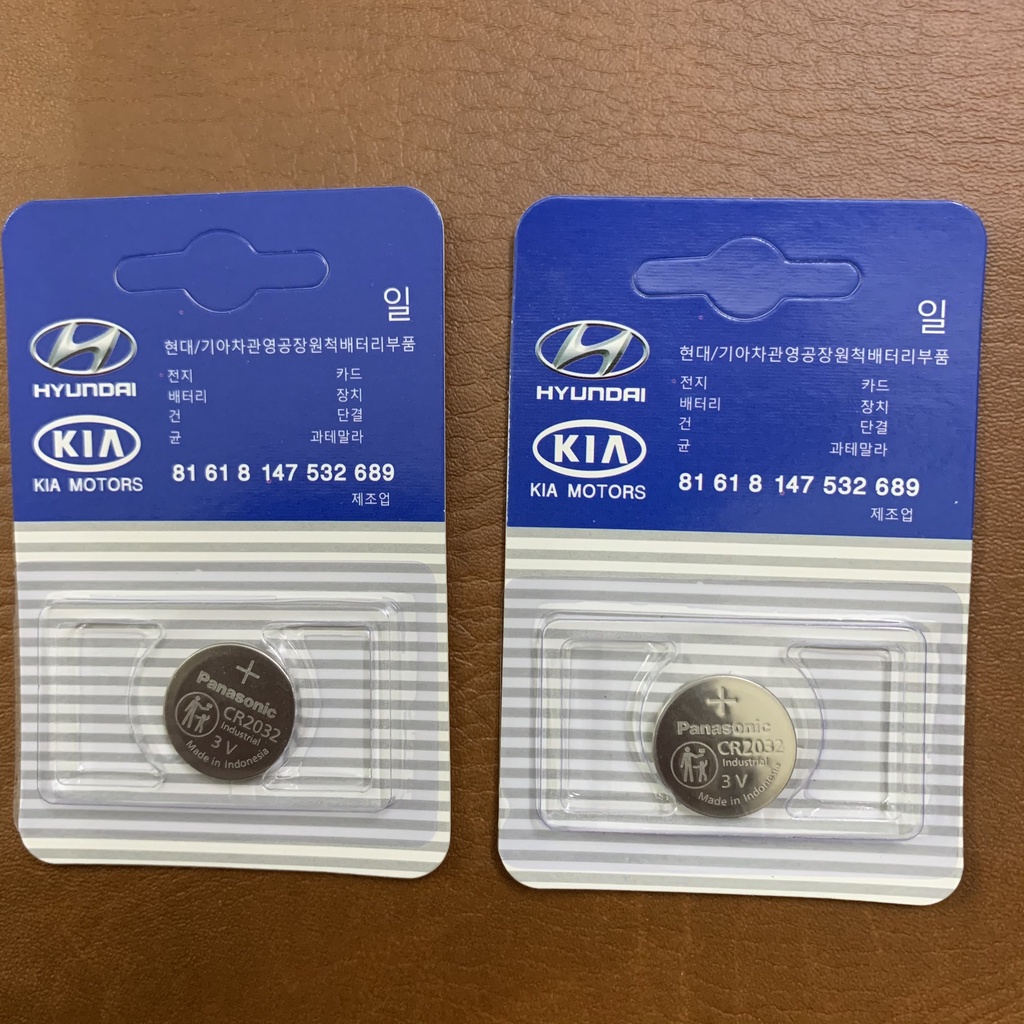 일
HYUNDAI
현대/기아차관영공장원척배터리부품
전지 카드
배터리 장치
건 단결
균 과테말라
KIA
KIA MOTORS
81 61 8 147 532 689
제조업
+
Panasonic
CR2032
Industrial
3 V
Made in Indonesia
일
HYUNDAI
현대/기아차관영공장원척배터리부품
전지 카드
배터리 장치
건 단결
균 과테말라
KIA
KIA MOTORS
81 61 8 147 532 689
제조업
+
Panasonic
CR2032
Industrial
3 V
Made in Indonesia